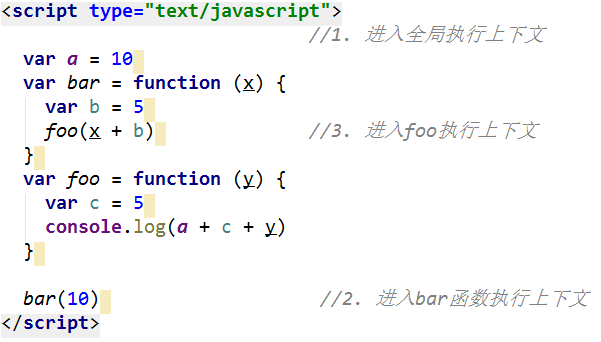 <script type="text/javascript">
//1. 进入全局执行上下文
var a = 10
var bar = function (x) {
var b = 5
foo(x + b)               //3. 进入foo执行上下文
}
var foo = function (y) {
var c = 5
console.log(a + c + y)
}
bar(10)                    //2. 进入bar函数执行上下文
</script>